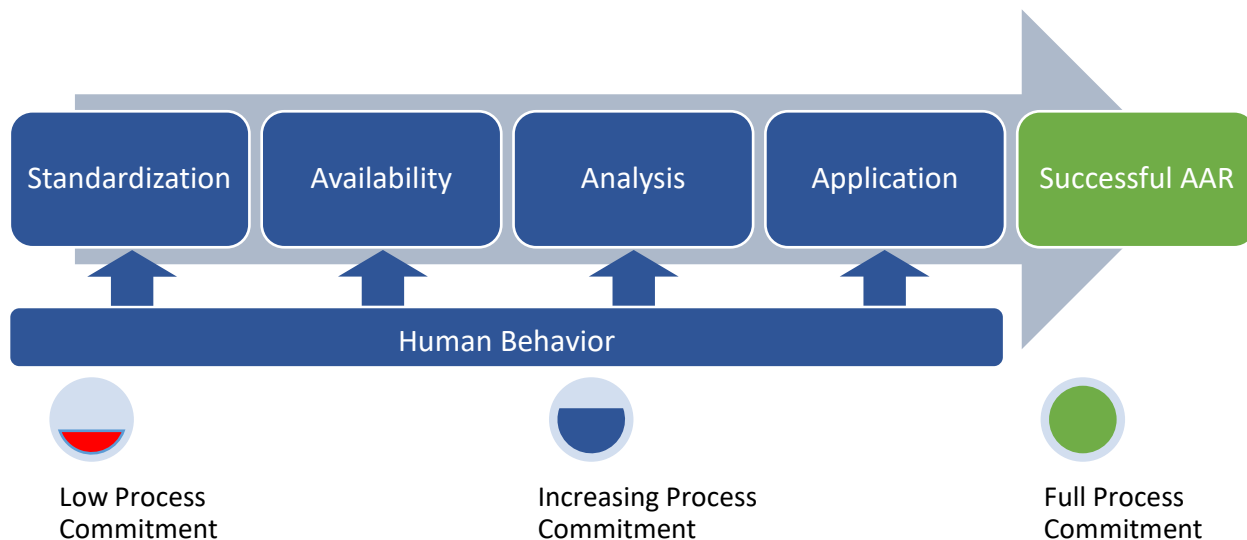 Standardization
Availability
Analysis
Application
Successful AAR
Human Behavior
Low Process
Commitment
Increasing Process
Commitment
Full Process
Commitment